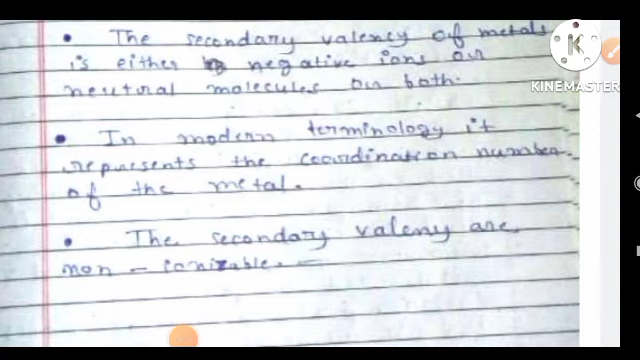 • The secondary valency of metals
is either negative ions or
neutral molecules or both.
• In modern terminology it
represents the coordination number
of the metal.
• The secondary valeny are
non - ionizable.
KINEMASTER